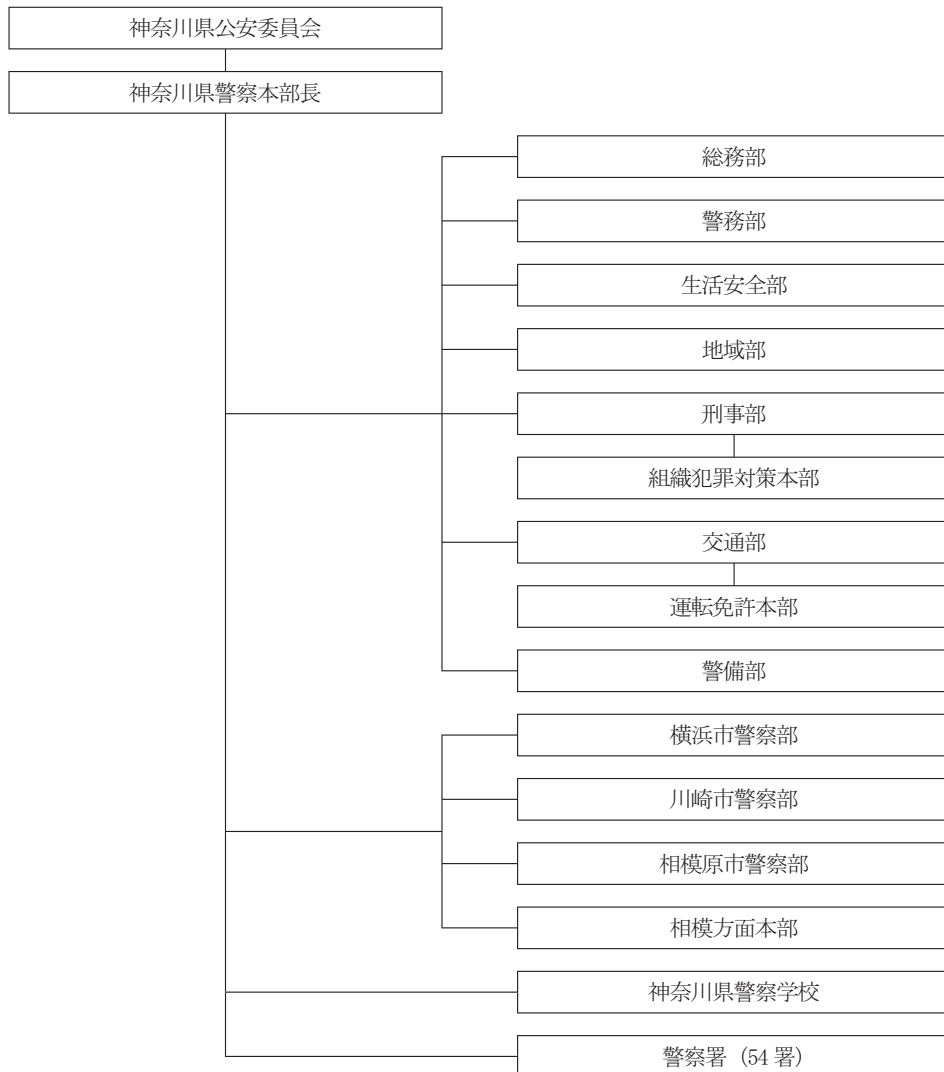 神奈川県公安委員会
神奈川県警察本部長
総務部
警務部
生活安全部
地域部
刑事部
組織犯罪対策本部
交通部
運転免許本部
警備部
横浜市警察部
川崎市警察部
相模原市警察部
相模方面本部
神奈川県警察学校
警察署（54 署）